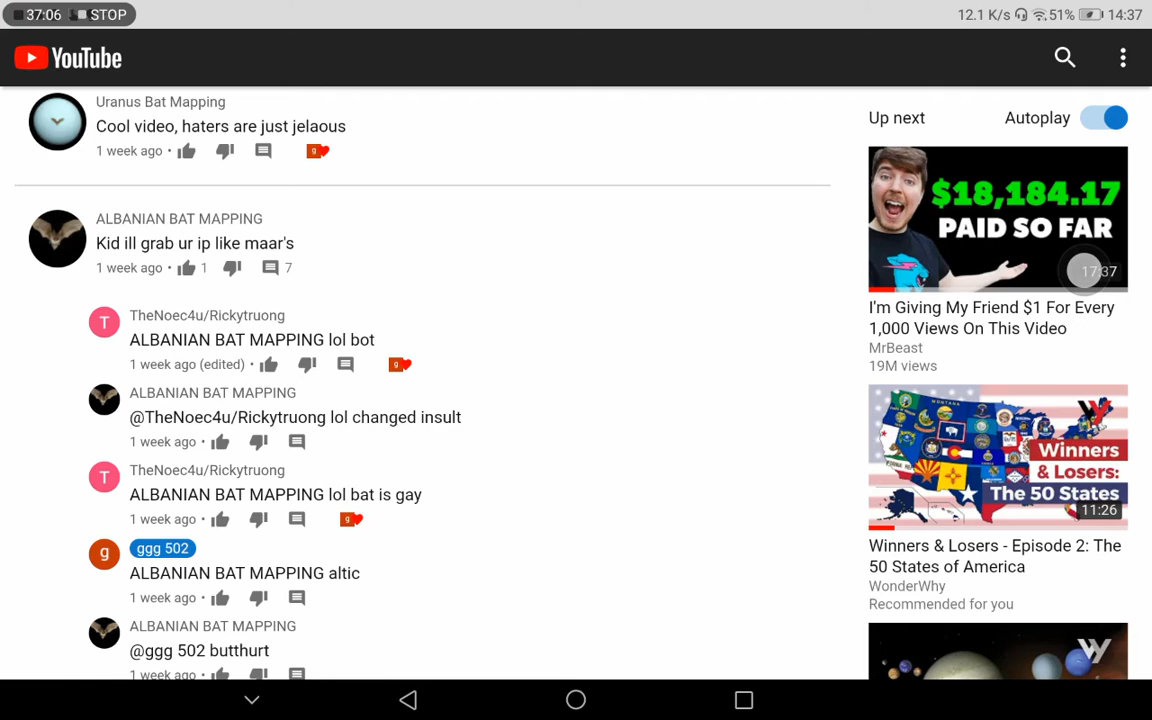 37:06 STOP
12.1 K/s 51% 14:37
YouTube
Uranus Bat Mapping
Cool video, haters are just jelaous
1 week ago •
g
ALBANIAN BAT MAPPING
Kid ill grab ur ip like maar's
1 week ago • 1 7
T
TheNoec4u/Rickytruong
ALBANIAN BAT MAPPING lol bot
1 week ago (edited) •
g
ALBANIAN BAT MAPPING
@TheNoec4u/Rickytruong lol changed insult
1 week ago •
T
TheNoec4u/Rickytruong
ALBANIAN BAT MAPPING lol bat is gay
1 week ago •
g
g
ggg 502
ALBANIAN BAT MAPPING altic
1 week ago •
ALBANIAN BAT MAPPING
@ggg 502 butthurt
1 week ago •
Up next Autoplay
$18,184.17
PAID SO FAR
17:37
I'm Giving My Friend $1 For Every
1,000 Views On This Video
MrBeast
19M views
Winners
& Losers:
The 50 States
11:26
Winners & Losers - Episode 2: The
50 States of America
WonderWhy
Recommended for you